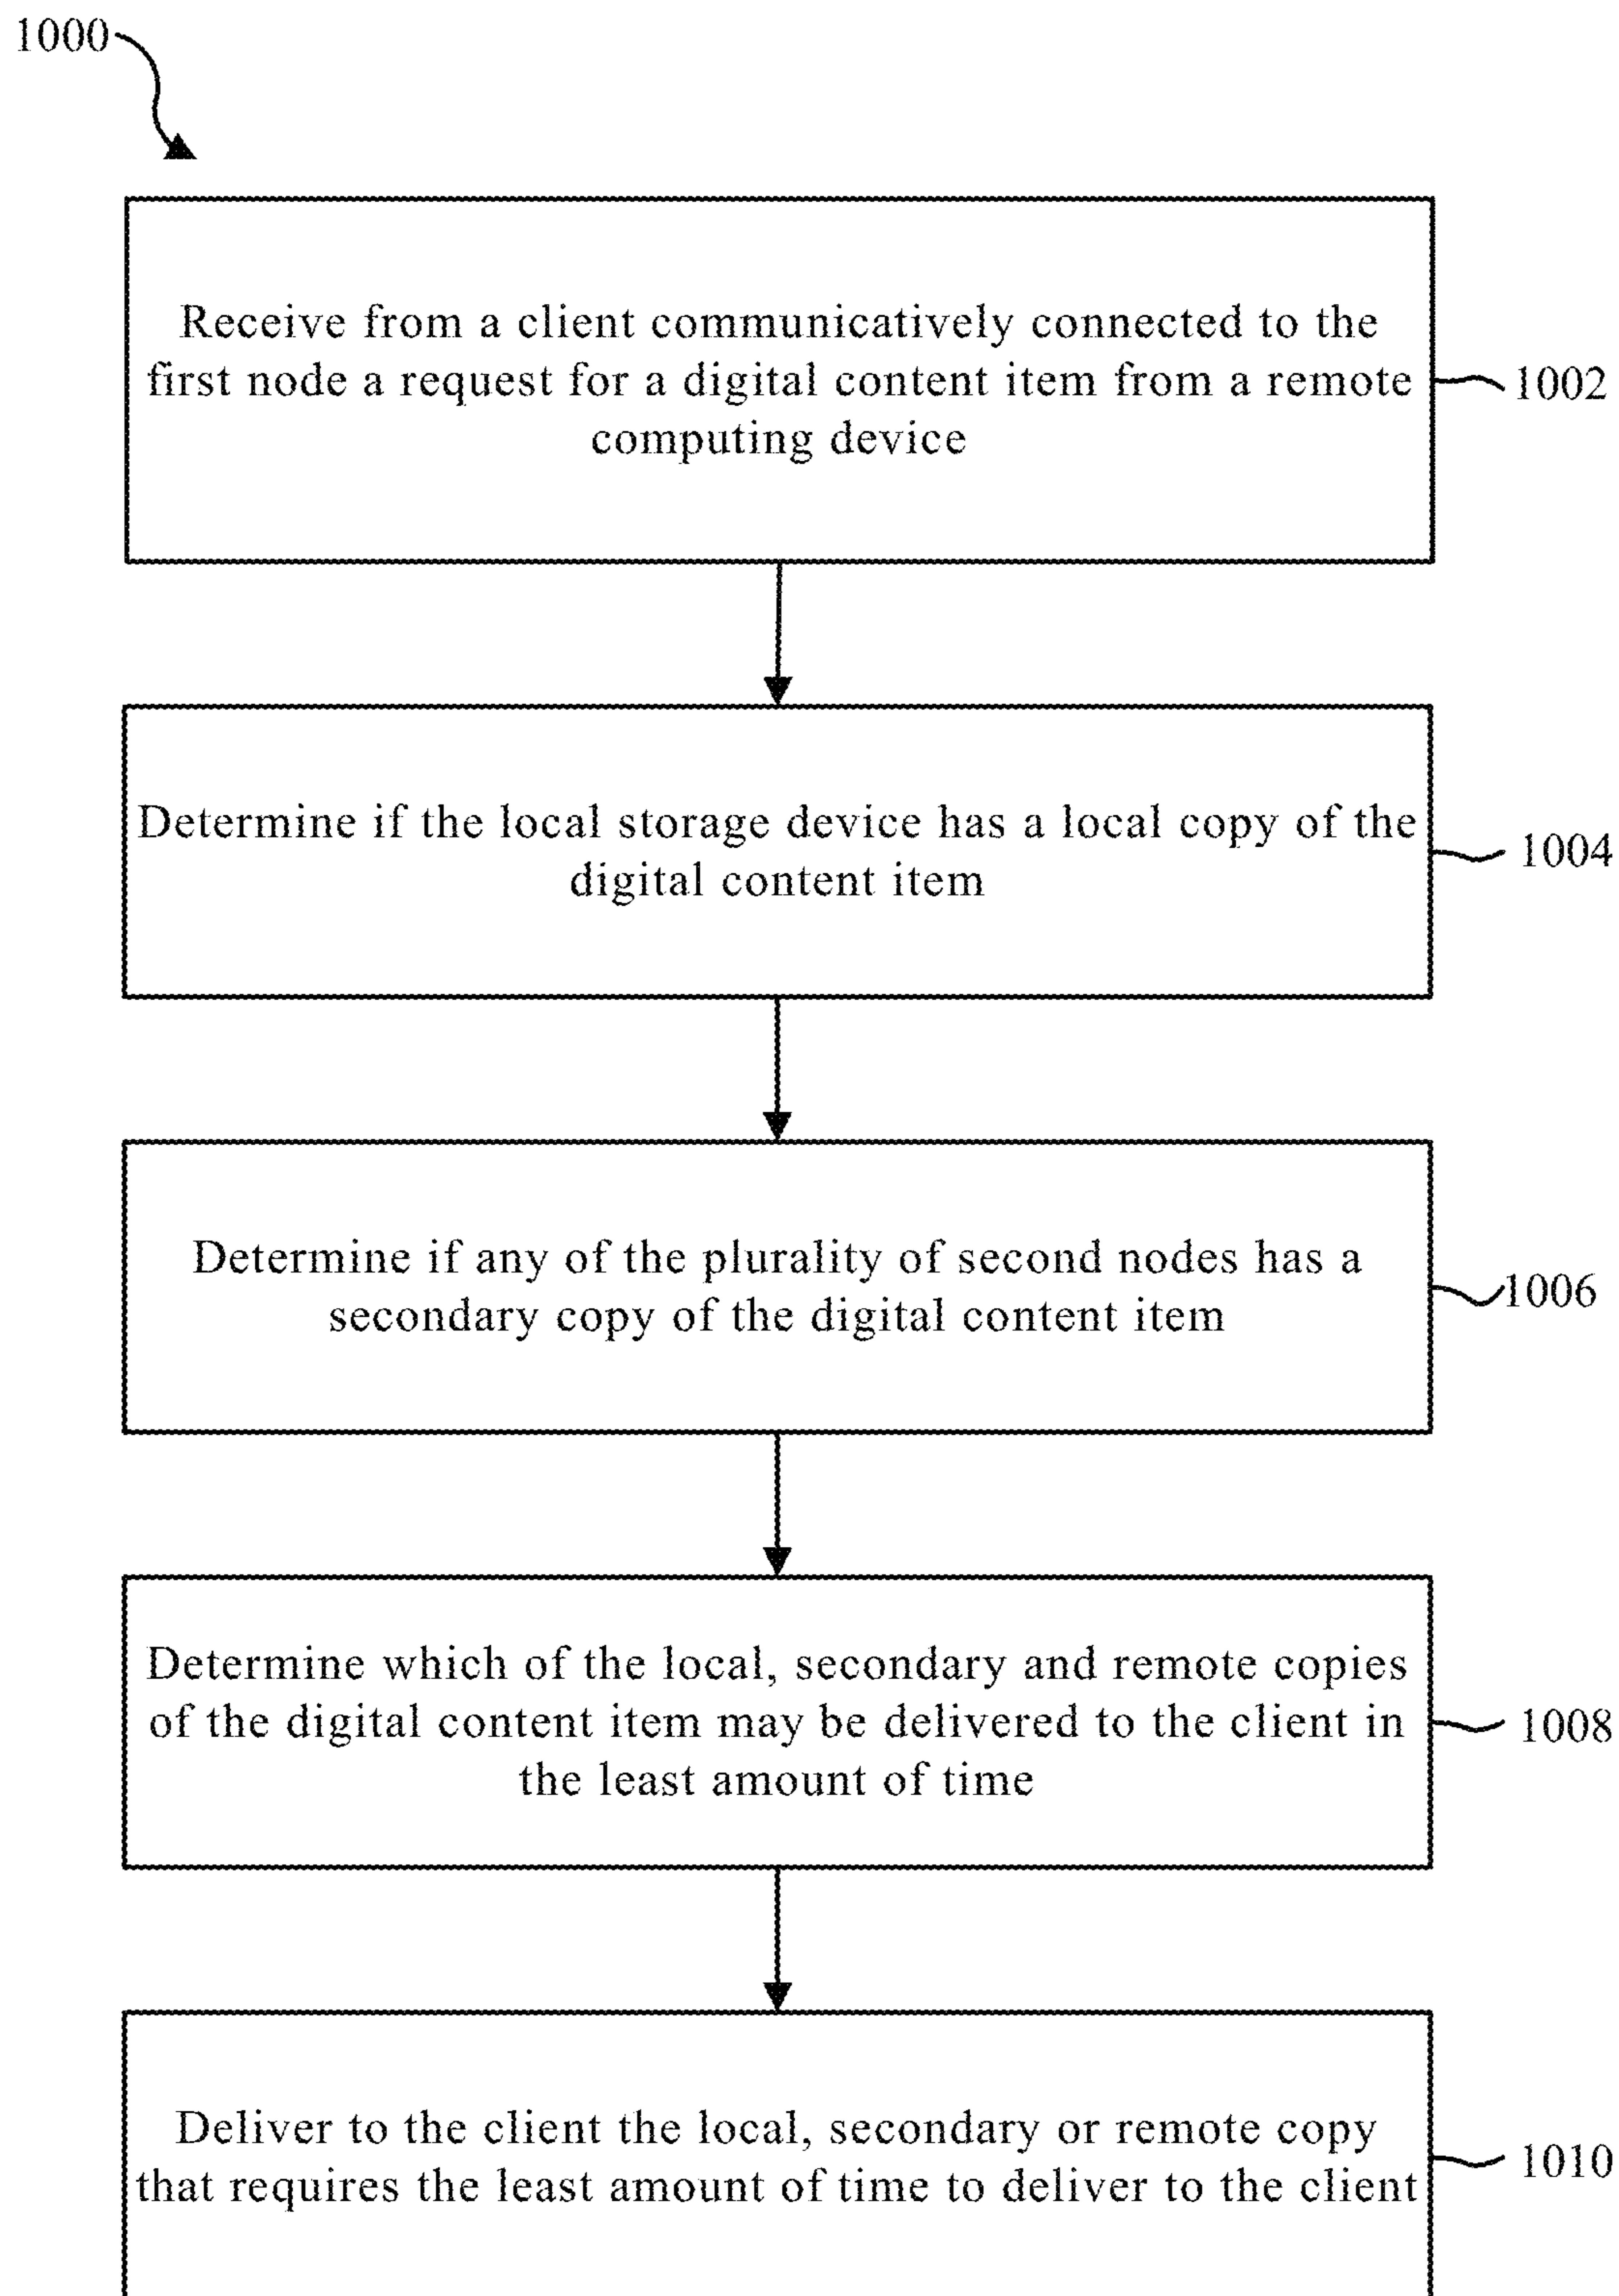 1000
Receive from a client communicatively connected to the
first node a request for a digital content item from a remote
computing device
1002
Determine if the local storage device has a local copy of the
digital content item
1004
Determine if any of the plurality of second nodes has a
secondary copy of the digital content item
1006
Determine which of the local, secondary and remote copies
of the digital content item may be delivered to the client in
the least amount of time
1008
Deliver to the client the local, secondary or remote copy
that requires the least amount of time to deliver to the client
1010